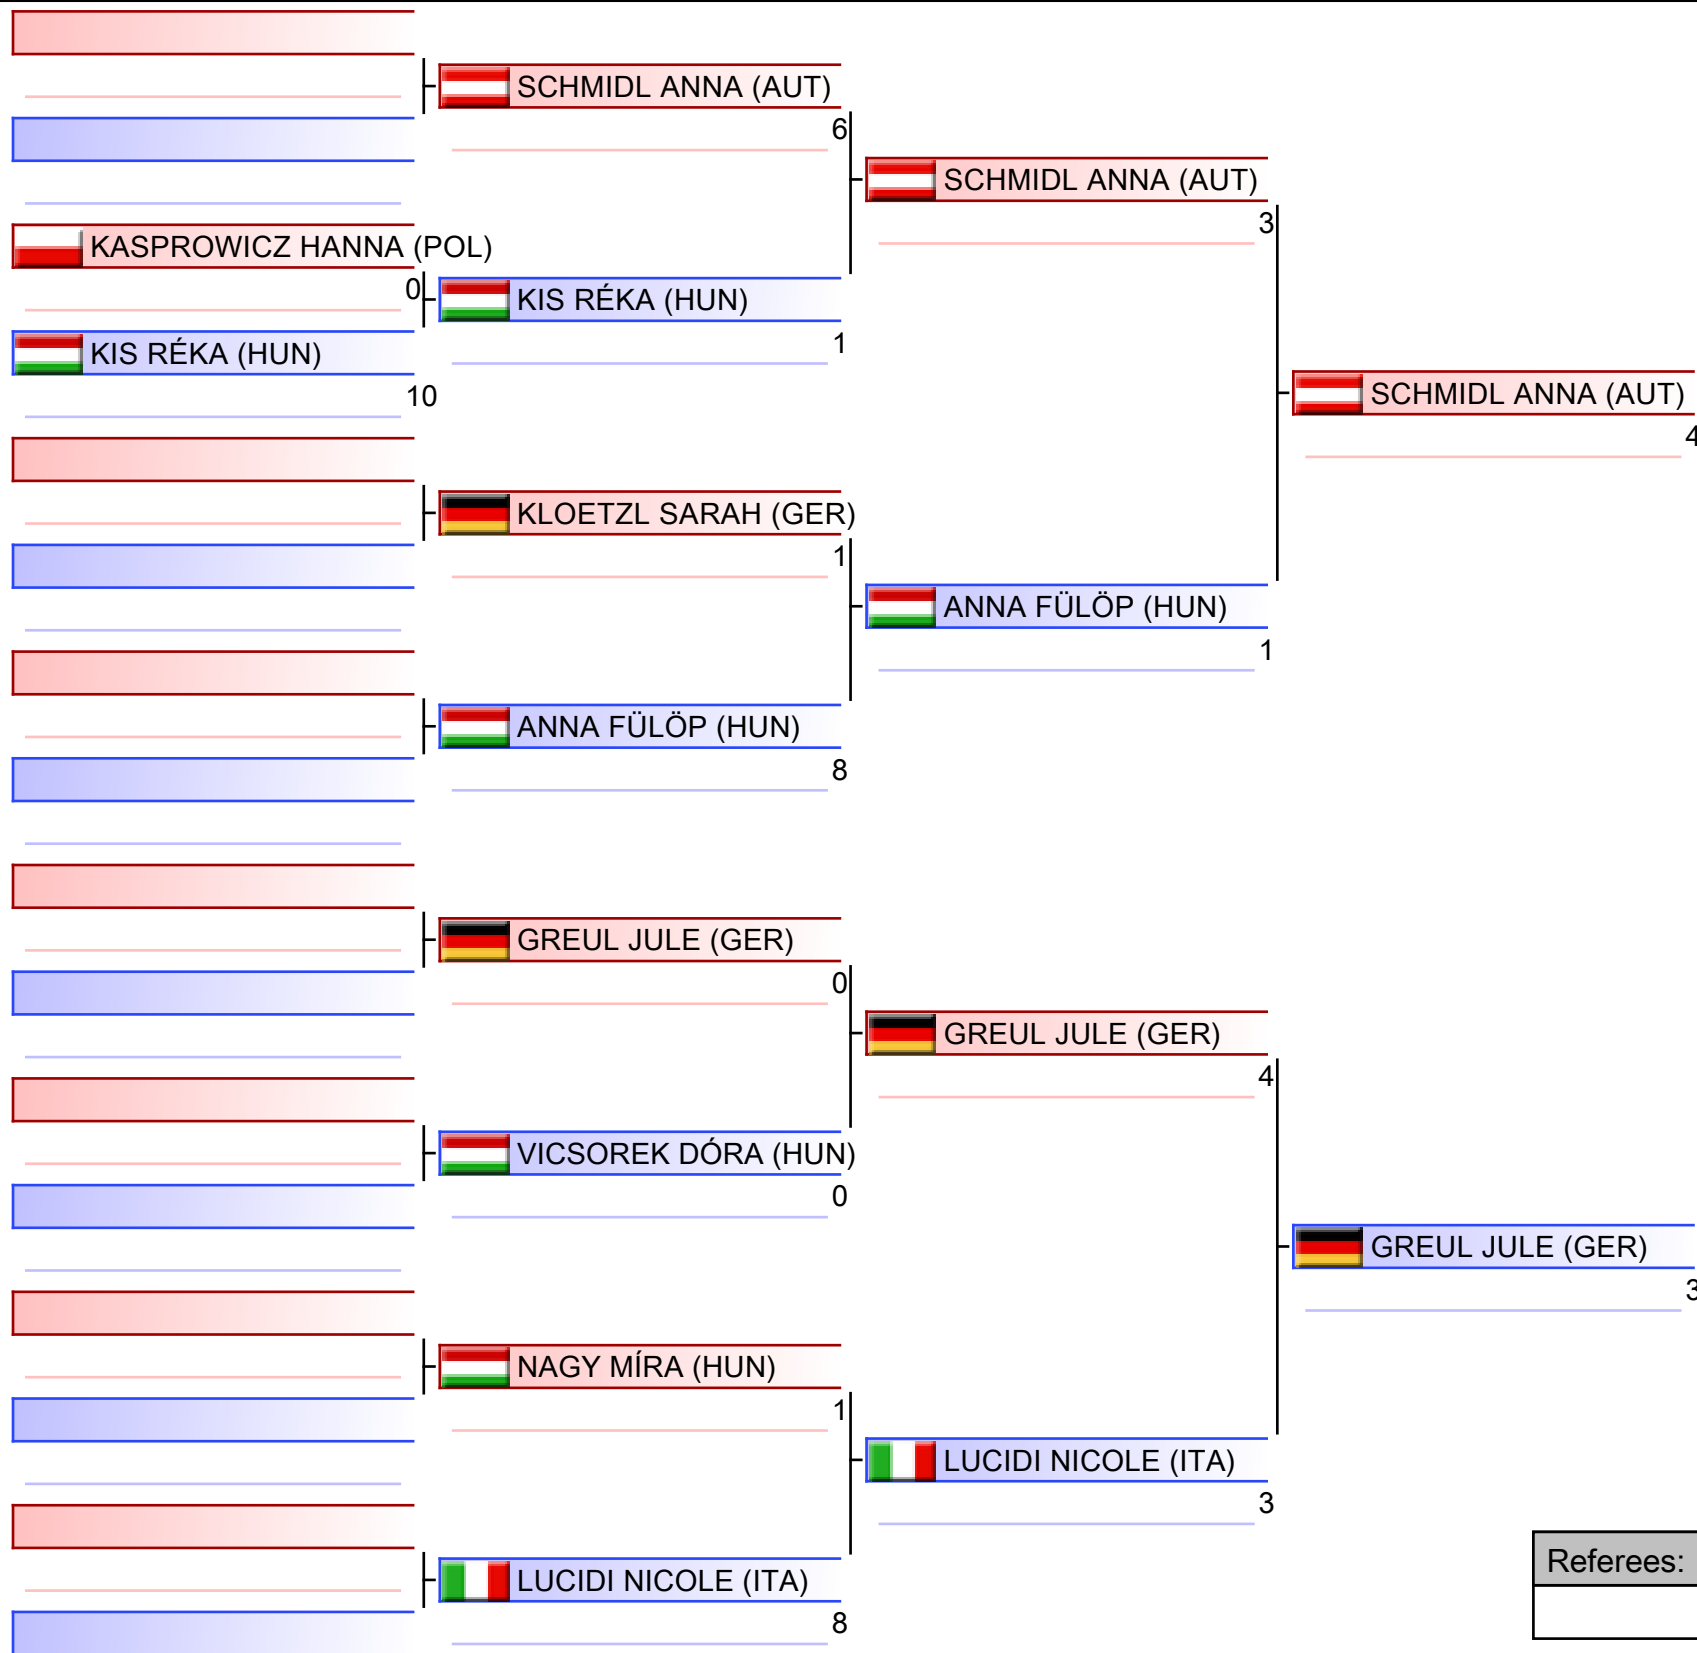 SCHMIDL ANNA (AUT)
6
SCHMIDL ANNA (AUT)
3
KASPROWICZ HANNA (POL)
0
KIS RÉKA (HUN)
1
KIS RÉKA (HUN)
10
SCHMIDL ANNA (AUT)
4
KLOETZL SARAH (GER)
1
ANNA FÜLÖP (HUN)
1
ANNA FÜLÖP (HUN)
8
GREUL JULE (GER)
0
GREUL JULE (GER)
4
VICSOREK DÓRA (HUN)
0
GREUL JULE (GER)
3
NAGY MÍRA (HUN)
1
LUCIDI NICOLE (ITA)
3
Referees:
LUCIDI NICOLE (ITA)
8